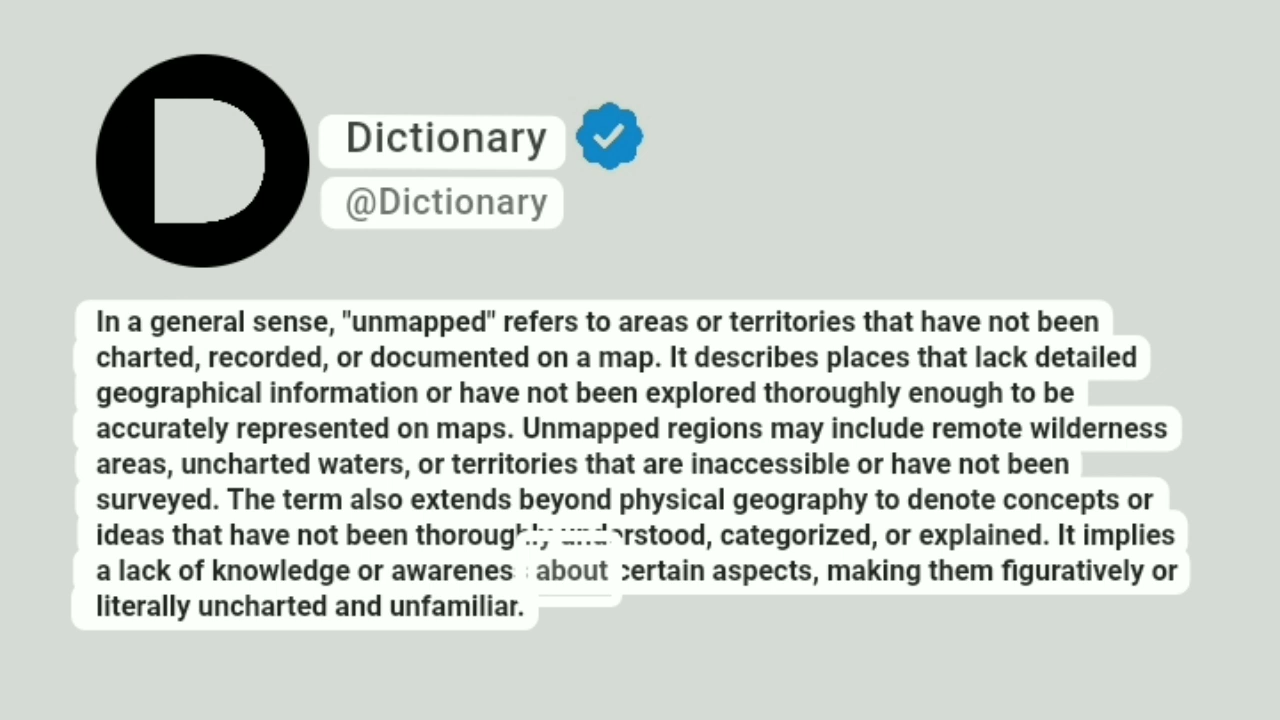 D
Dictionary
@Dictionary
In a general sense, "unmapped" refers to areas or territories that have not been
charted, recorded, or documented on a map. It describes places that lack detailed
geographical information or have not been explored thoroughly enough to be
accurately represented on maps. Unmapped regions may include remote wilderness
areas, uncharted waters, or territories that are inaccessible or have not been
surveyed. The term also extends beyond physical geography to denote concepts or
ideas that have not been thoroughly understood, categorized, or explained. It implies
a lack of knowledge or awarenes about certain aspects, making them figuratively or
literally uncharted and unfamiliar.